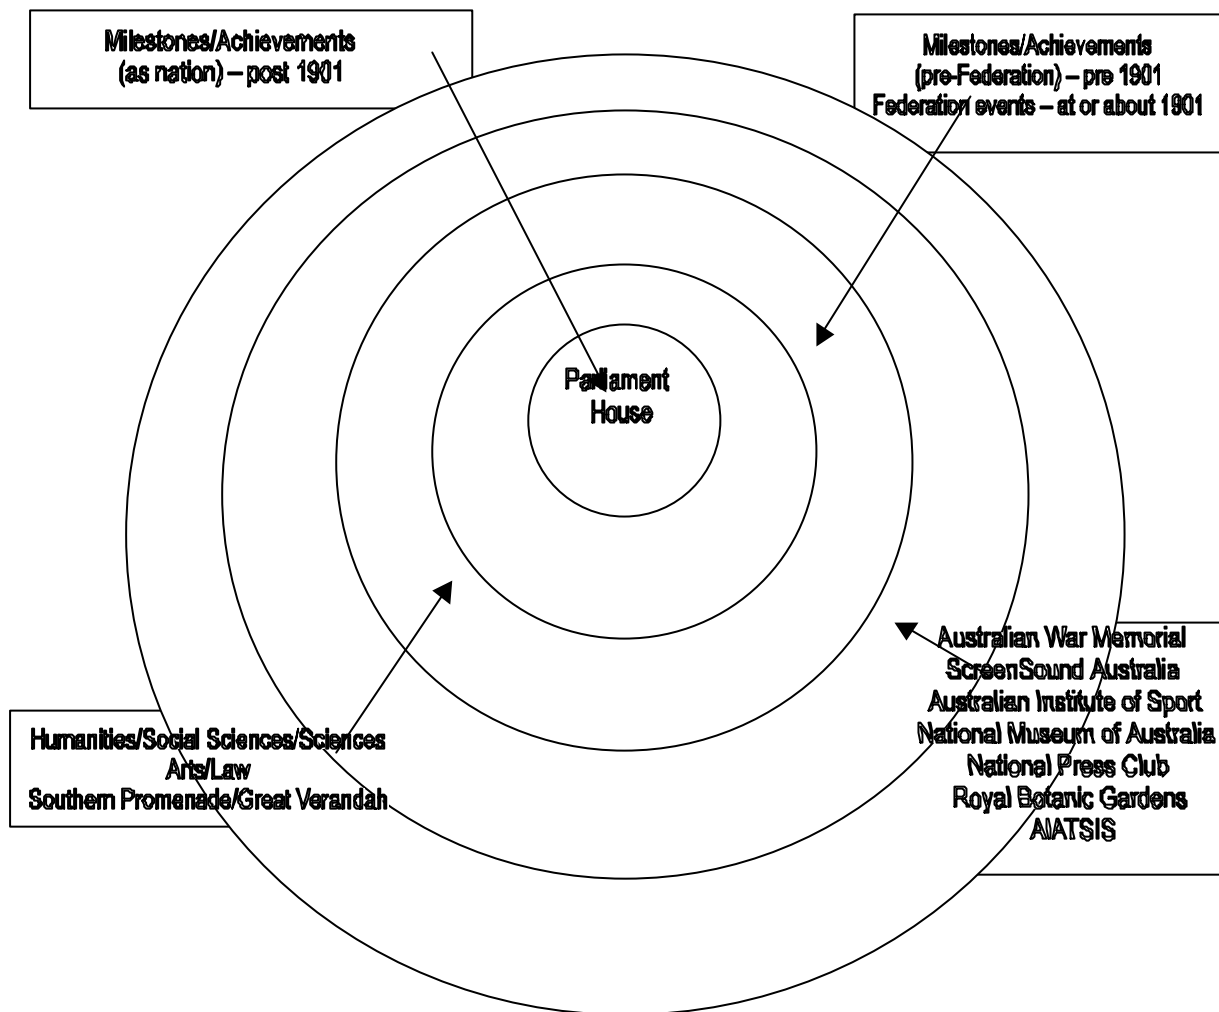 Milestones/Achievements
(as nation) – post 1901
Milestones/Achievements
(pre-Federation) – pre 1901
Federation events – at or about 1901
Parliament
House
Humanities/Social Sciences/Sciences
Arts/Law
Southern Promenade/Great Verandah
Australian War Memorial
ScreenSound Australia
Australian Institute of Sport
National Museum of Australia
National Press Club
Royal Botanic Gardens
AIATSIS